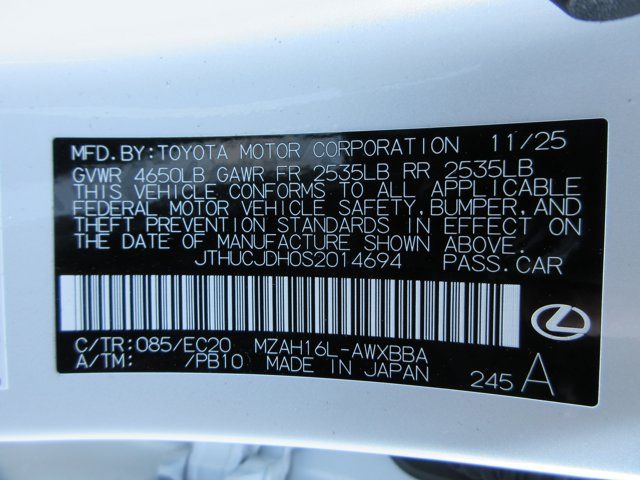 MFD.BY:TOYOTA MOTOR CORPORATION 11/25
GVWR 4650LB GAWR FR 2535LB RR 2535LB
THIS VEHICLE CONFORMS TO ALL APPLICABLE
FEDERAL MOTOR VEHICLE SAFETY,BUMPER,AND
THEFT PREVENTION STANDARDS IN EFFECT ON
THE DATE OF MANUFACTURE SHOWN ABOVE.
JTHUCJDH0S2014694 PASS.CAR
C/TR:085/EC20 MZAH16L-AWXBBA
A/TM: /PB10 MADE IN JAPAN 245 A